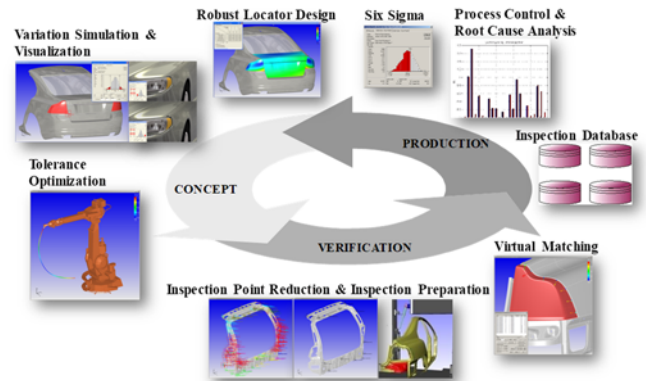 Robust Locator Design
Six Sigma
Process Control &
Root Cause Analysis
Variation Simulation &
Visualization
PRODUCTION
Inspection Database
Tolerance
Optimization
CONCEPT
VERIFICATION
Virtual Matching
Inspection Point Reduction & Inspection Preparation